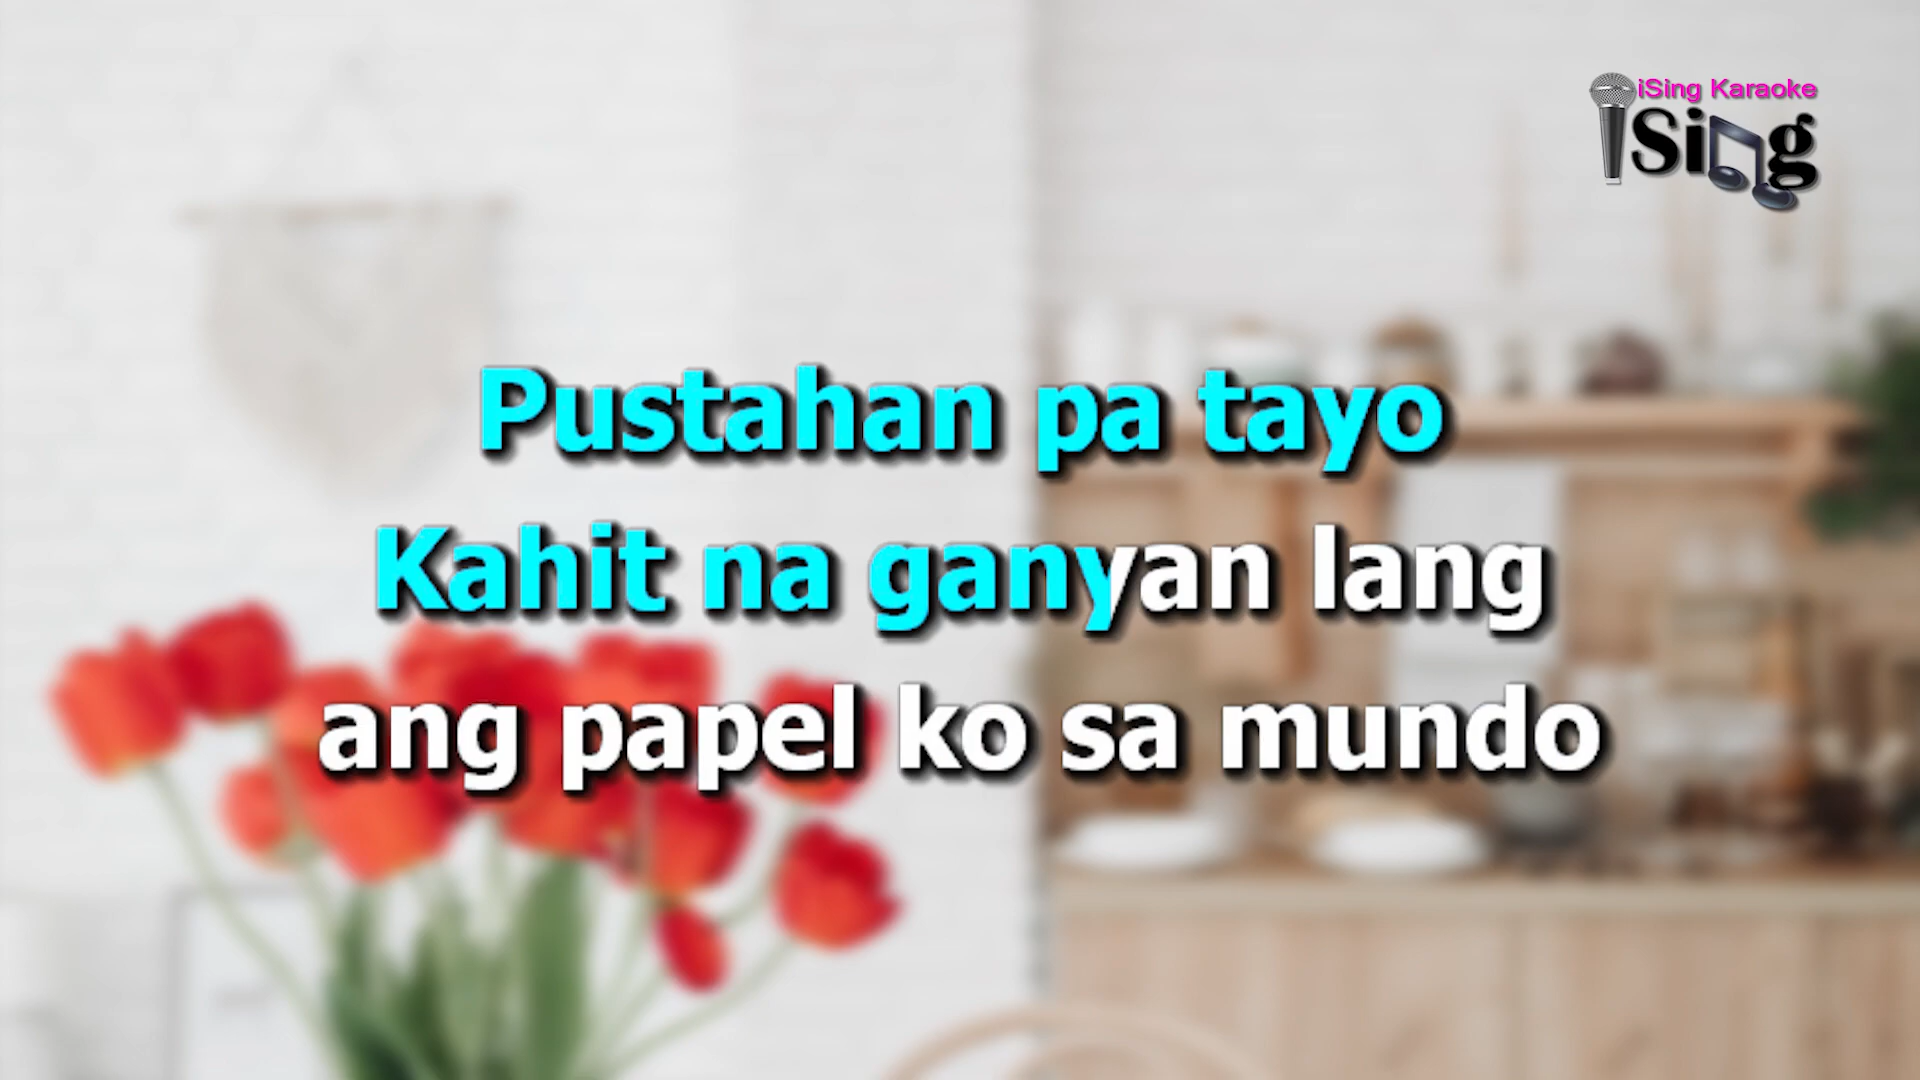 iSing Karaoke
iSing
Pustahan pa tayo
Kahit na ganyan lang
ang papel ko sa mundo